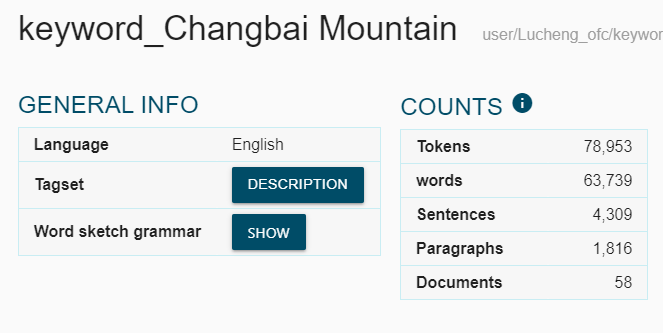 keyword_Changbai Mountain user/Lucheng_ofc/keywor
GENERAL INFO
Language English
Tagset DESCRIPTION
Word sketch grammar SHOW
COUNTS i
Tokens 78,953
words 63,739
Sentences 4,309
Paragraphs 1,816
Documents 58